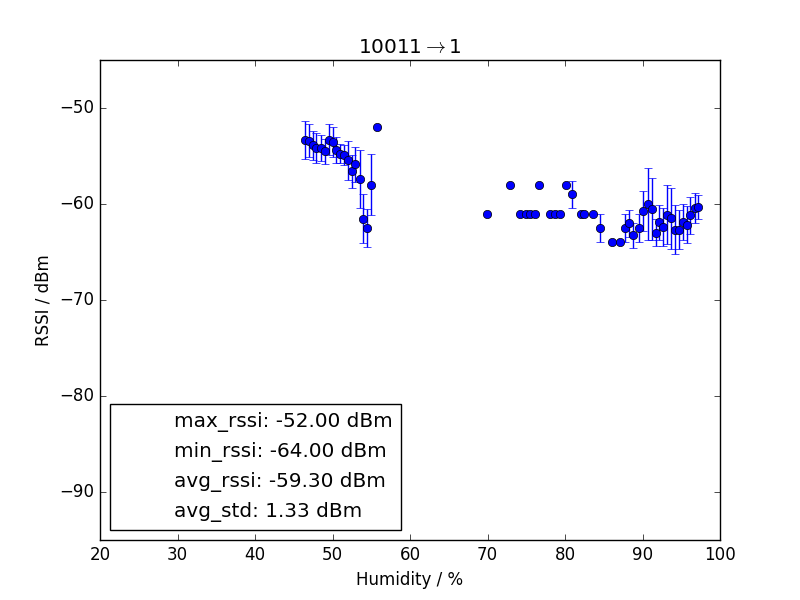 10011→1
−50
−60
−70
−80
−90
RSSI / dBm
max_rssi: -52.00 dBm
min_rssi: -64.00 dBm
avg_rssi: -59.30 dBm
avg_std: 1.33 dBm
20 30 40 50 60 70 80 90 100
Humidity / %